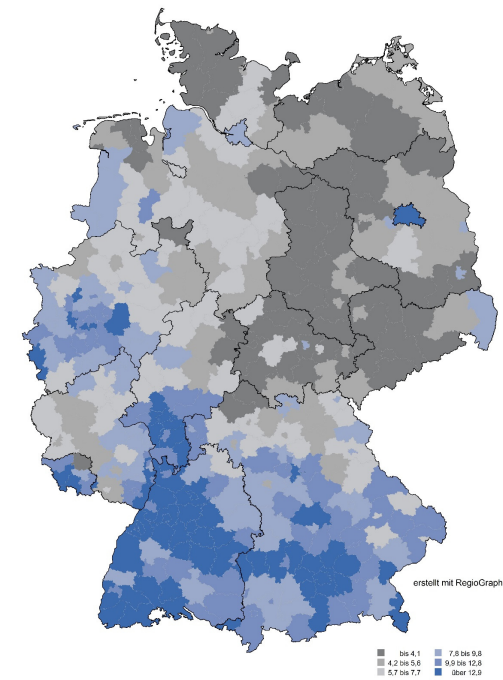 erstellt mit RegioGraph
bis 4,1
4,2 bis 5,6
5,7 bis 7,7
7,8 bis 9,8
9,9 bis 12,8
über 12,9